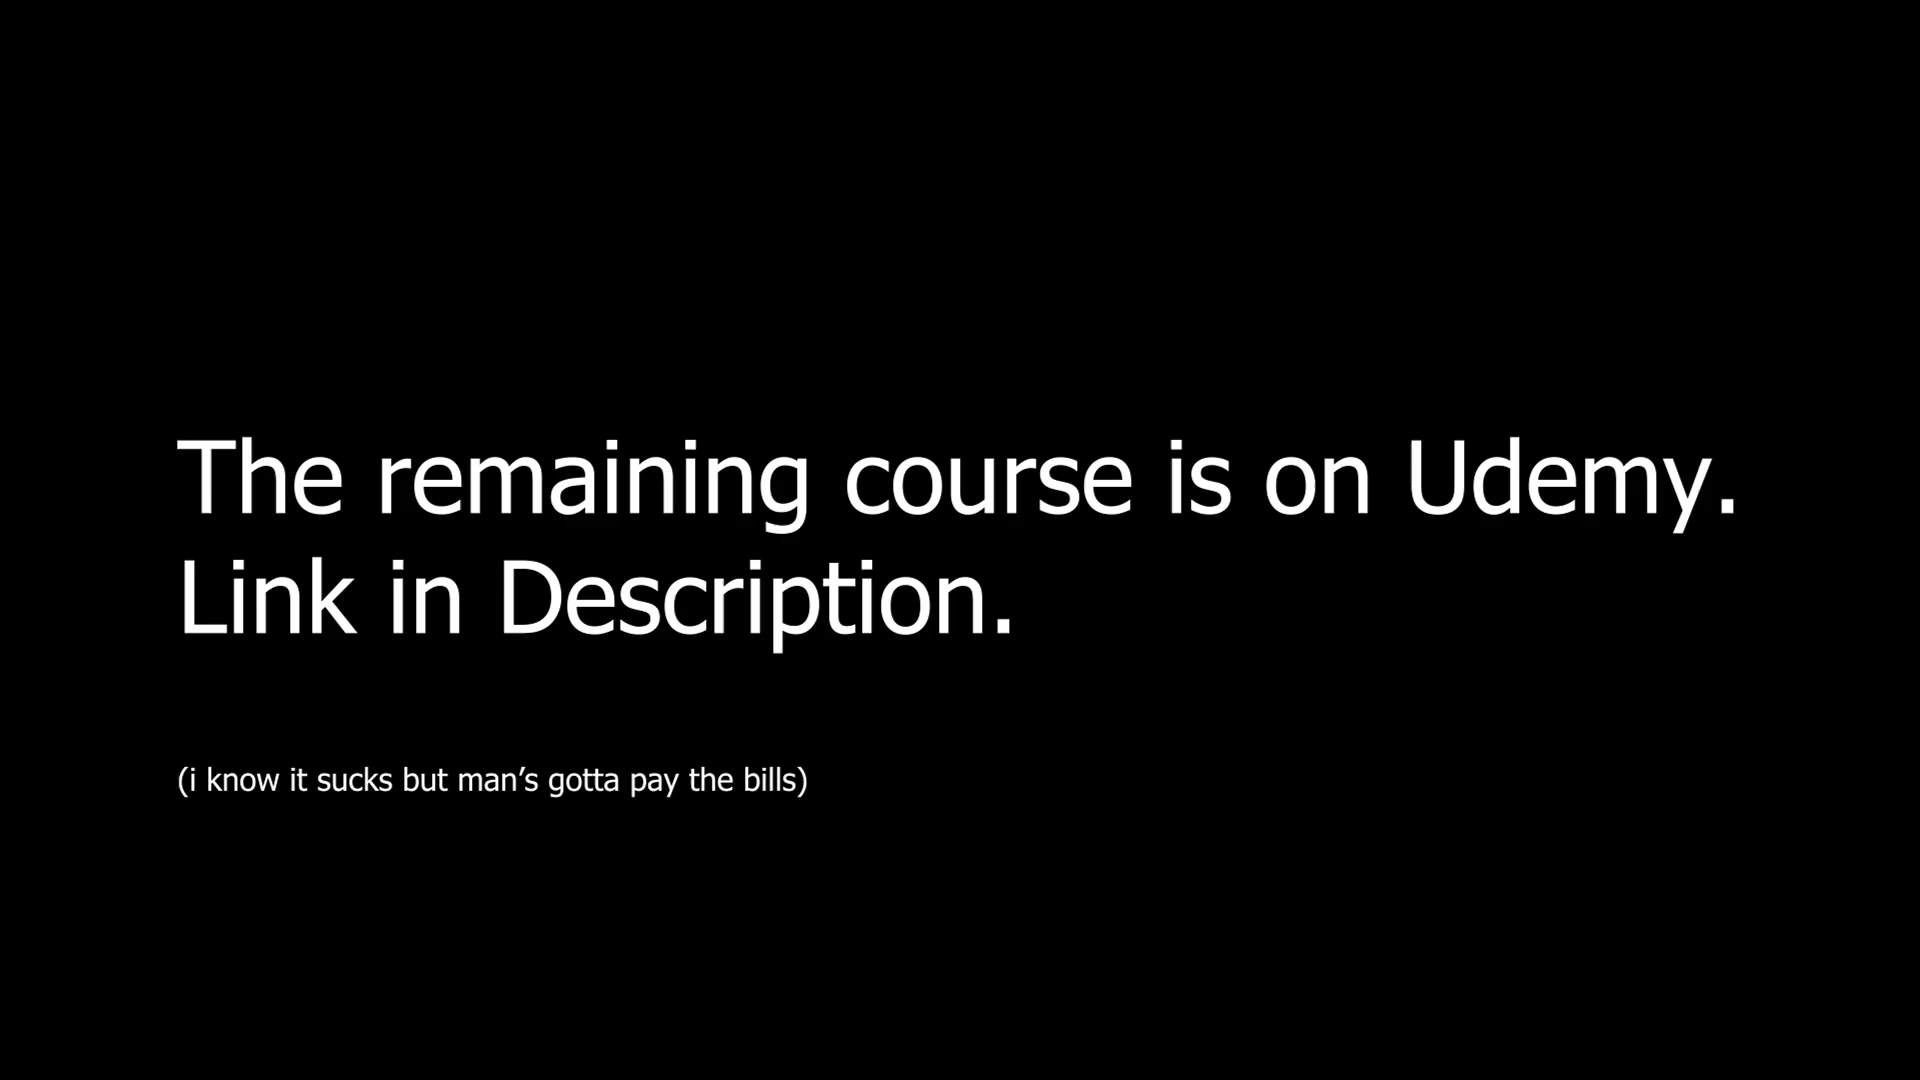 The remaining course is on Udemy.
Link in Description.
(i know it sucks but man’s gotta pay the bills)